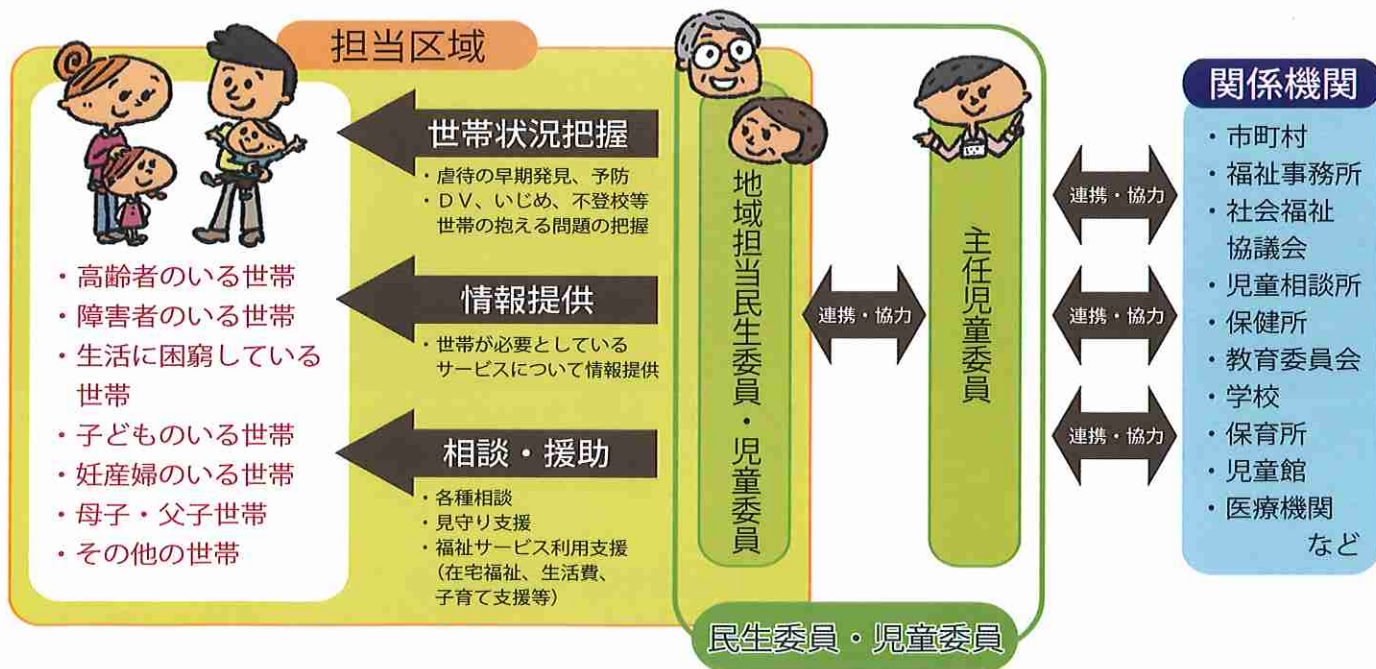 担当区域
・高齢者のいる世帯
・障害者のいる世帯
・生活に困窮している
世帯
・子どものいる世帯
・妊産婦のいる世帯
・母子・父子世帯
・その他の世帯
世帯状況把握
・虐待の早期発見、予防
・DV、いじめ、不登校等
世帯の抱える問題の把握
情報提供
・世帯が必要としている
サービスについて情報提供
相談・援助
・各種相談
・見守り支援
・福祉サービス利用支援
(在宅福祉、生活費、
子育て支援等)
地域担当民生委員・児童委員
連携・協力
主任児童委員
民生委員・児童委員
連携・協力
連携・協力
連携・協力
関係機関
・市町村
・福祉事務所
・社会福祉
協議会
・児童相談所
・保健所
・教育委員会
・学校
・保育所
・児童館
・医療機関
など